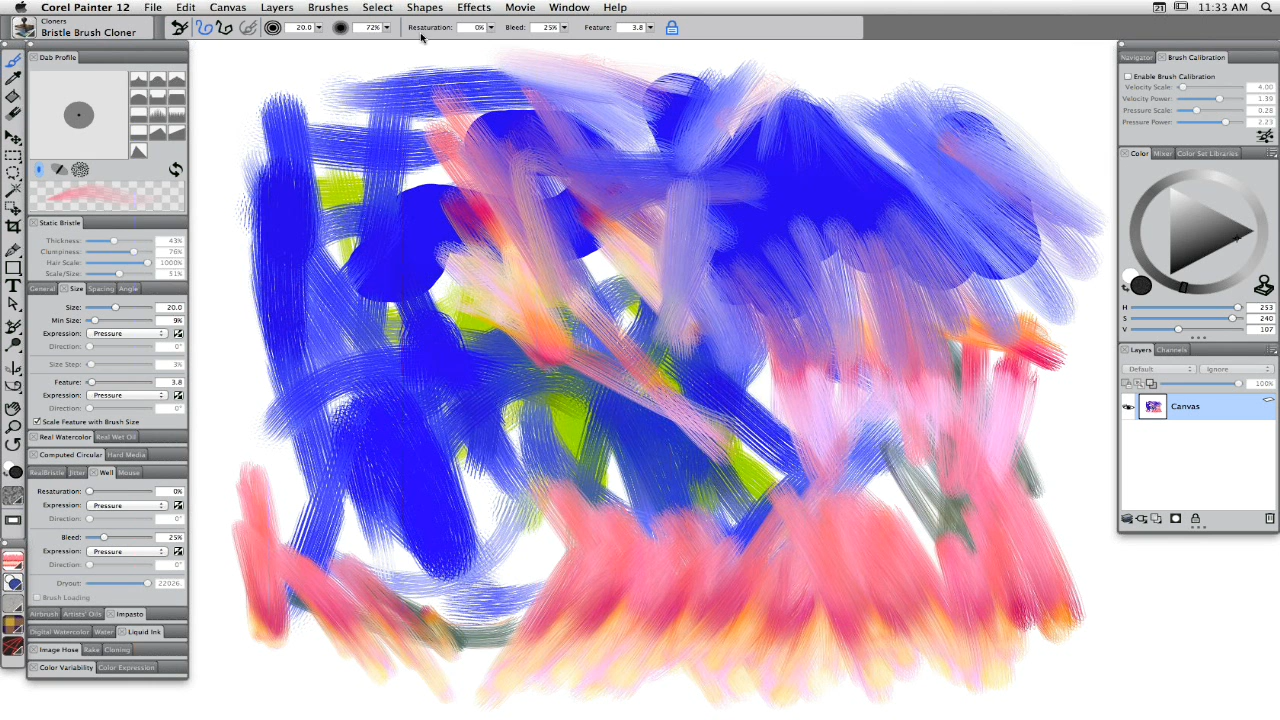 Corel Painter 12 File Edit Canvas Layers Brushes Select Shapes Effects Movie Window Help 21 11:33 AM
Cloners
Bristle Brush Cloner
20.0 72% Resaturation: 0% Bleed: 25% Feature: 3.8
Dab Profile
Static Bristle
Thickness: 43%
Clumpiness: 76%
Hair Scale: 1000%
Scale/Size: 51%
General Size Spacing Angle
Size: 20.0
Min Size: 9%
Expression: Pressure
Direction: 0°
Size Step: 3%
Feature: 3.8
Expression: Pressure
Direction: 0°
Scale Feature with Brush Size
Real Watercolor Real Wet Oil
Computed Circular Hard Media
RealBristle Jitter Well Mouse
Resaturation: 0%
Expression: Pressure
Direction: 0°
Bleed: 25%
Expression: Pressure
Direction: 0°
Dryout: 22026.
Brush Loading
Airbrush Artists' Oils Impasto
Digital Watercolor Water Liquid Ink
Image Hose Rake Cloning
Color Variability Color Expression
Navigator Brush Calibration
Enable Brush Calibration
Velocity Scale: 4.00
Velocity Power: 1.39
Pressure Scale: 0.28
Pressure Power: 2.23
Color Mixer Color Set Libraries
H 253
S 240
V 107
Layers Channels
Default Ignore
100%
Canvas